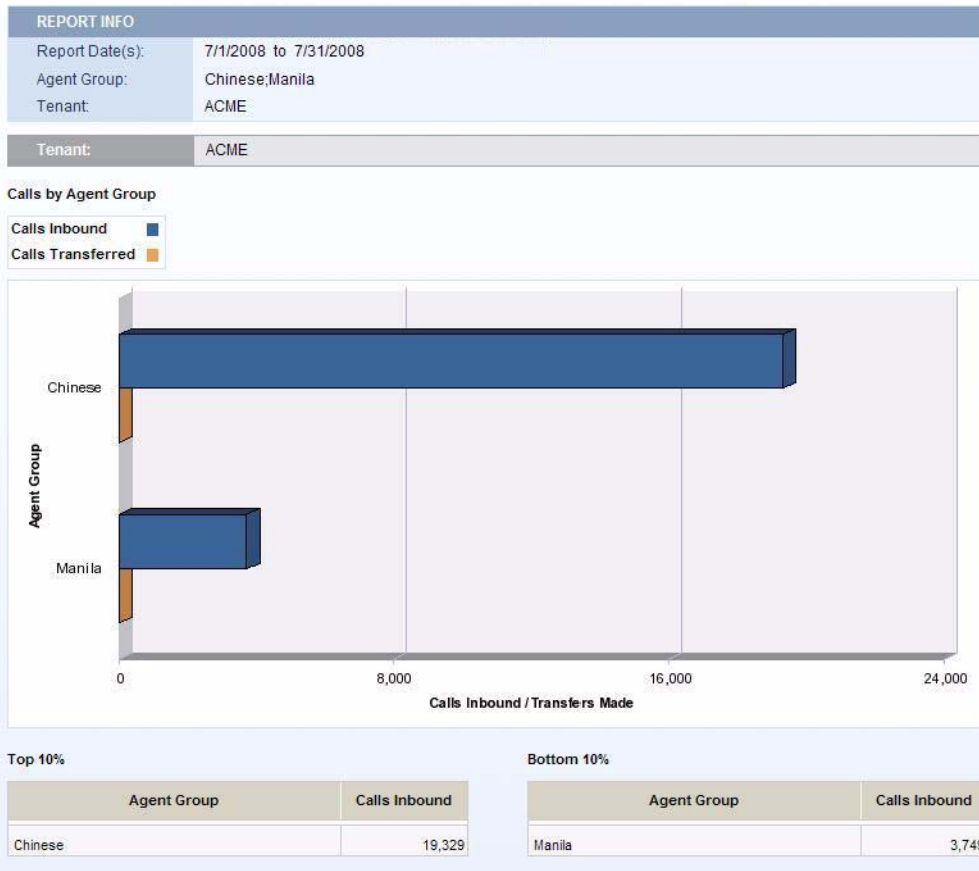 REPORT INFO
Report Date(s): 7/1/2008 to 7/31/2008
Agent Group: Chinese;Manila
Tenant: ACME
Tenant: ACME
Calls by Agent Group
Calls Inbound
Calls Transferred
Agent Group
Chinese
Manila
0 8,000 16,000 24,000
Calls Inbound / Transfers Made
Top 10% Bottom 10%
Agent Group Calls Inbound Agent Group Calls Inbound
Chinese 19,329 Manila